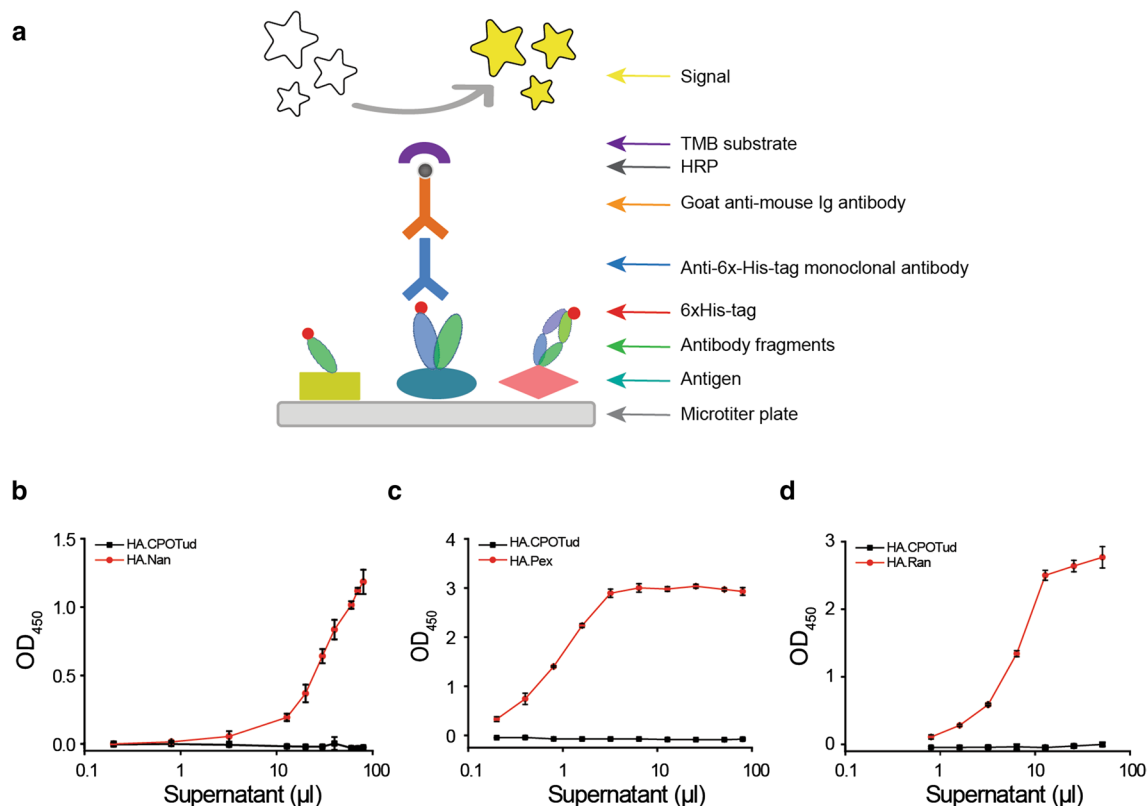 a
Signal
TMB substrate
HRP
Goat anti-mouse Ig antibody
Anti-6x-His-tag monoclonal antibody
6xHis-tag
Antibody fragments
Antigen
Microtiter plate
b
HA.CPOTud
HA.Nan
1.5
1.0
0.5
0.0
OD450
0.1
1
10
100
Supernatant (µl)
c
HA.CPOTud
HA.Pex
4
3
2
1
0
OD450
0.1
1
10
100
Supernatant (µl)
d
HA.CPOTud
HA.Ran
3
2
1
0
OD450
0.1
1
10
100
Supernatant (µl)